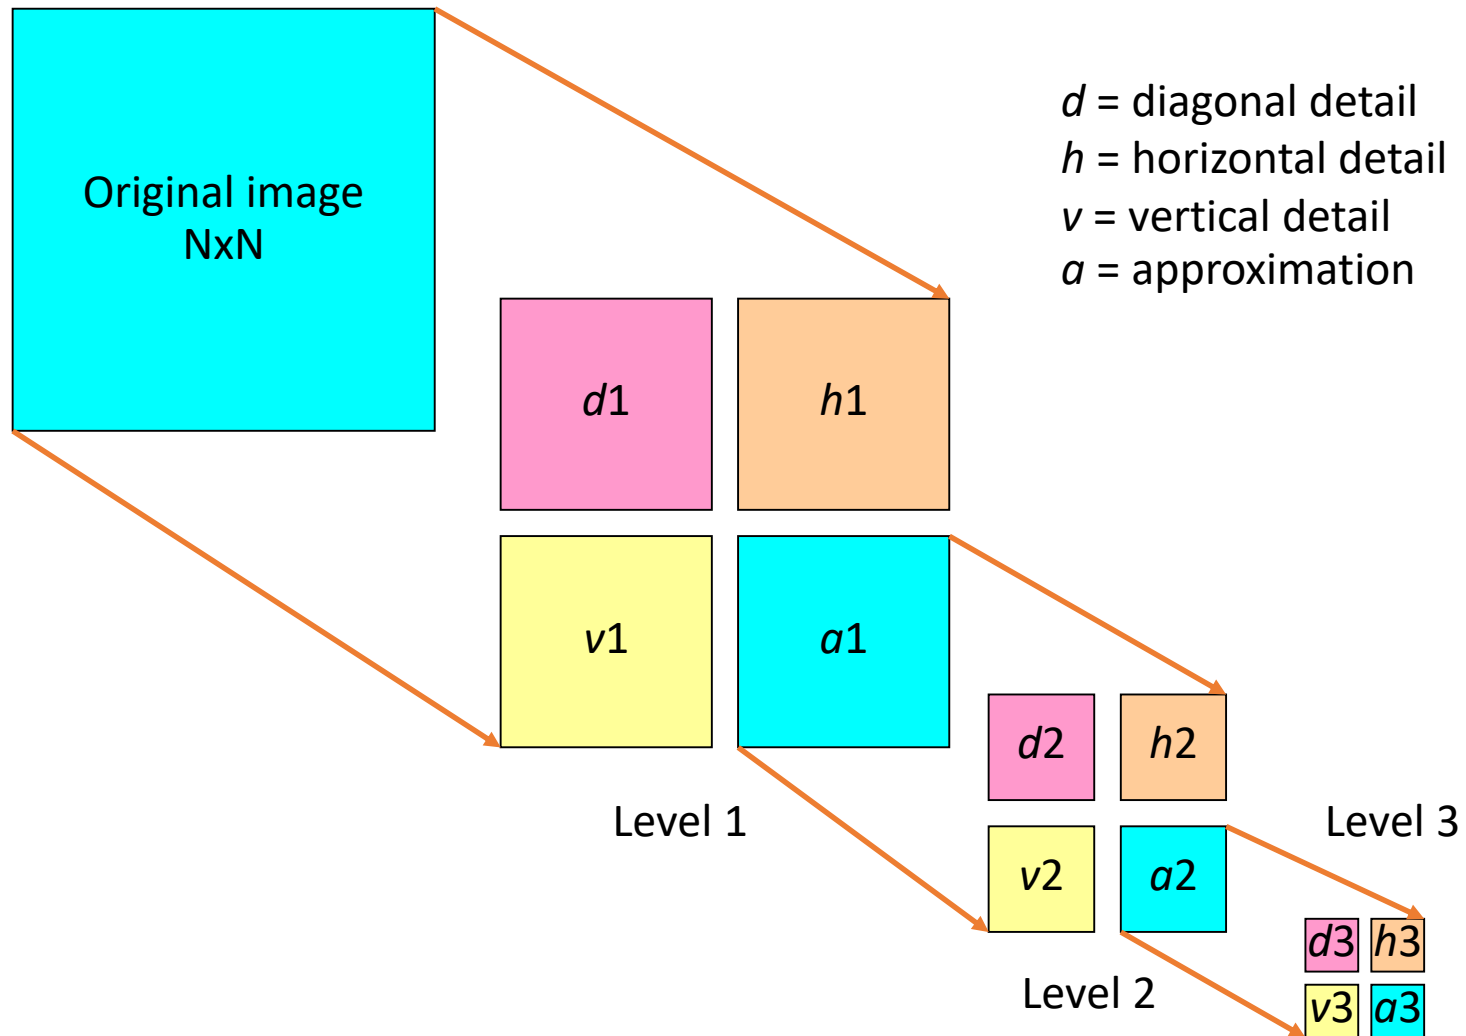 Original image
NxN
d = diagonal detail
h = horizontal detail
v = vertical detail
a = approximation
d1
h1
v1
a1
Level 1
d2
h2
v2
a2
Level 2
Level 3
d3
h3
v3
a3